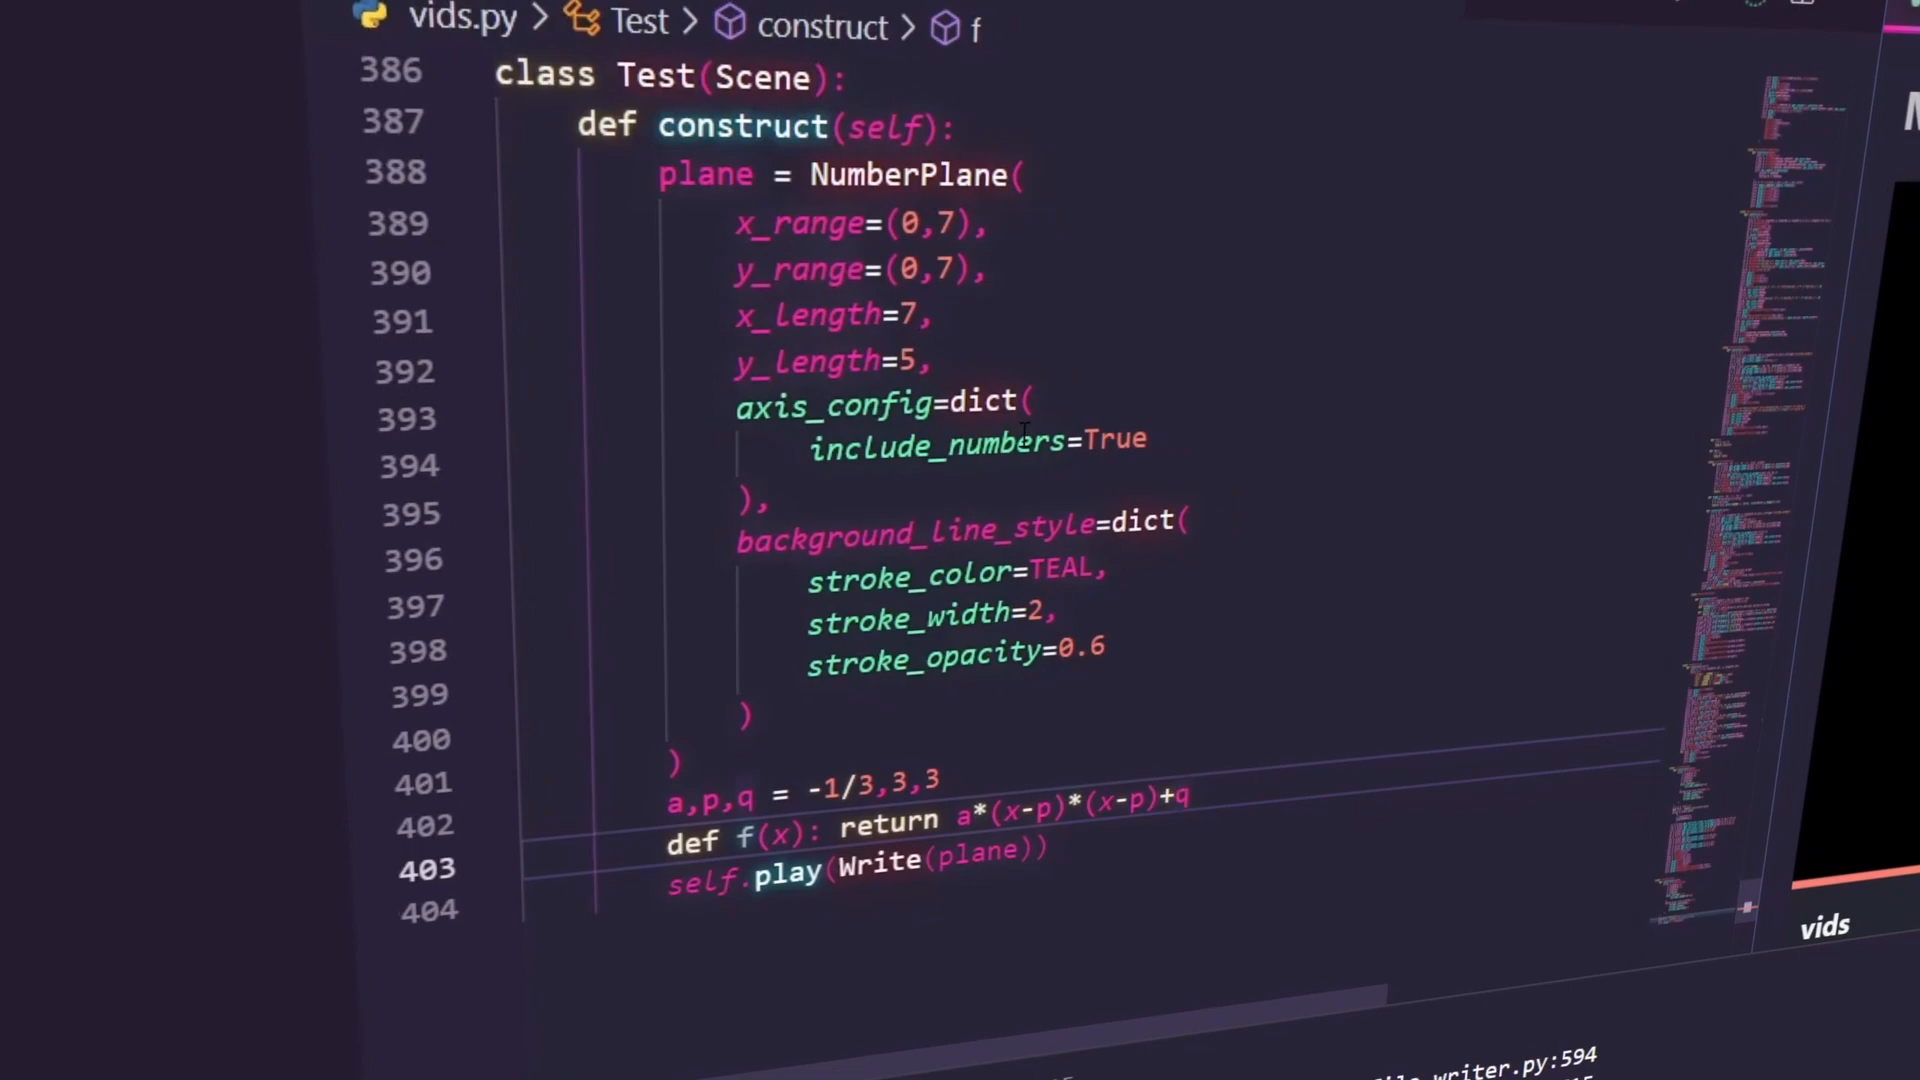 vids.py > Test > construct > f
386 class Test(Scene):
387 def construct(self):
388 plane = NumberPlane(
389 x_range=(0,7),
390 y_range=(0,7),
391 x_length=7,
392 y_length=5,
393 axis_config=dict(
394 include_numbers=True
395 ),
396 background_line_style=dict(
397 stroke_color=TEAL,
398 stroke_width=2,
399 stroke_opacity=0.6
400 )
401 )
402 a,p,q = -1/3,3,3
403 def f(x): return a*(x-p)*(x-p)+q
404 self.play(Write(plane))
vids
writer.py:594